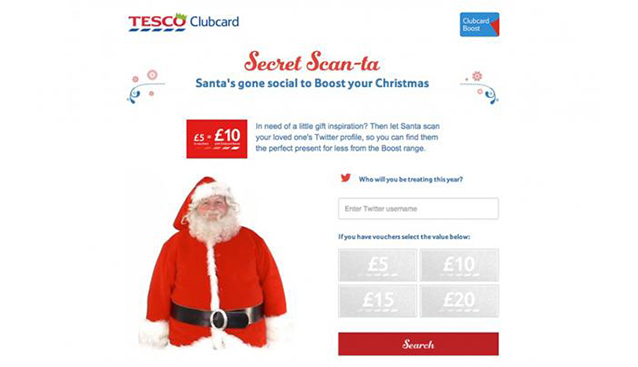 TESCO Clubcard
Clubcard
Boost
Secret Scan-ta
Santa's gone social to Boost your Christmas
£5 = £10
In need of a little gift inspiration? Then let Santa scan
your loved one's Twitter profile, so you can find them
the perfect present for less from the Boost range.
Who will you be treating this year?
Enter Twitter username
If you have vouchers select the value below:
£5 £10
£15 £20
Search